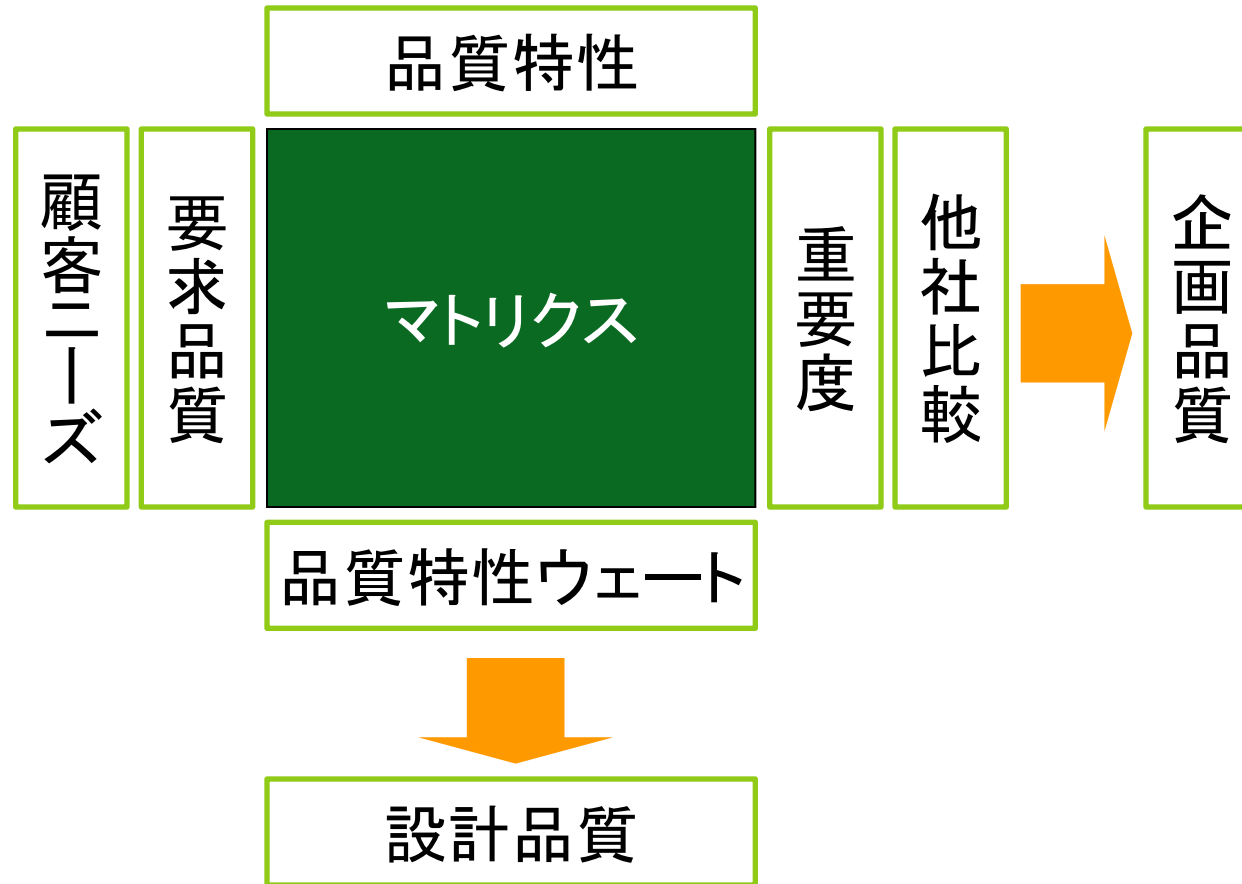 品質特性
顧客ニーズ
要求品質
マトリクス
重要度
他社比較
企画品質
品質特性ウェート
設計品質